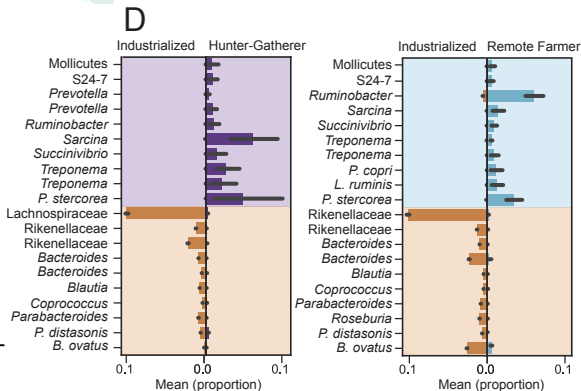 D
Industrialized Hunter-Gatherer
Mollicutes
S24-7
Prevotella
Prevotella
Ruminobacter
Sarcina
Succinivibrio
Treponema
Treponema
P. stercorea
Lachnospiraceae
Rikenellaceae
Rikenellaceae
Bacteroides
Bacteroides
Blautia
Coprococcus
Parabacteroides
P. distasonis
B. ovatus
0.1 0.0 0.1
Mean (proportion)
Industrialized Remote Farmer
Mollicutes
S24-7
Ruminobacter
Sarcina
Succinivibrio
Treponema
Treponema
P. copri
L. ruminis
P. stercorea
Rikenellaceae
Rikenellaceae
Bacteroides
Bacteroides
Blautia
Coprococcus
Parabacteroides
Roseburia
P. distasonis
B. ovatus
0.1 0.0 0.1
Mean (proportion)